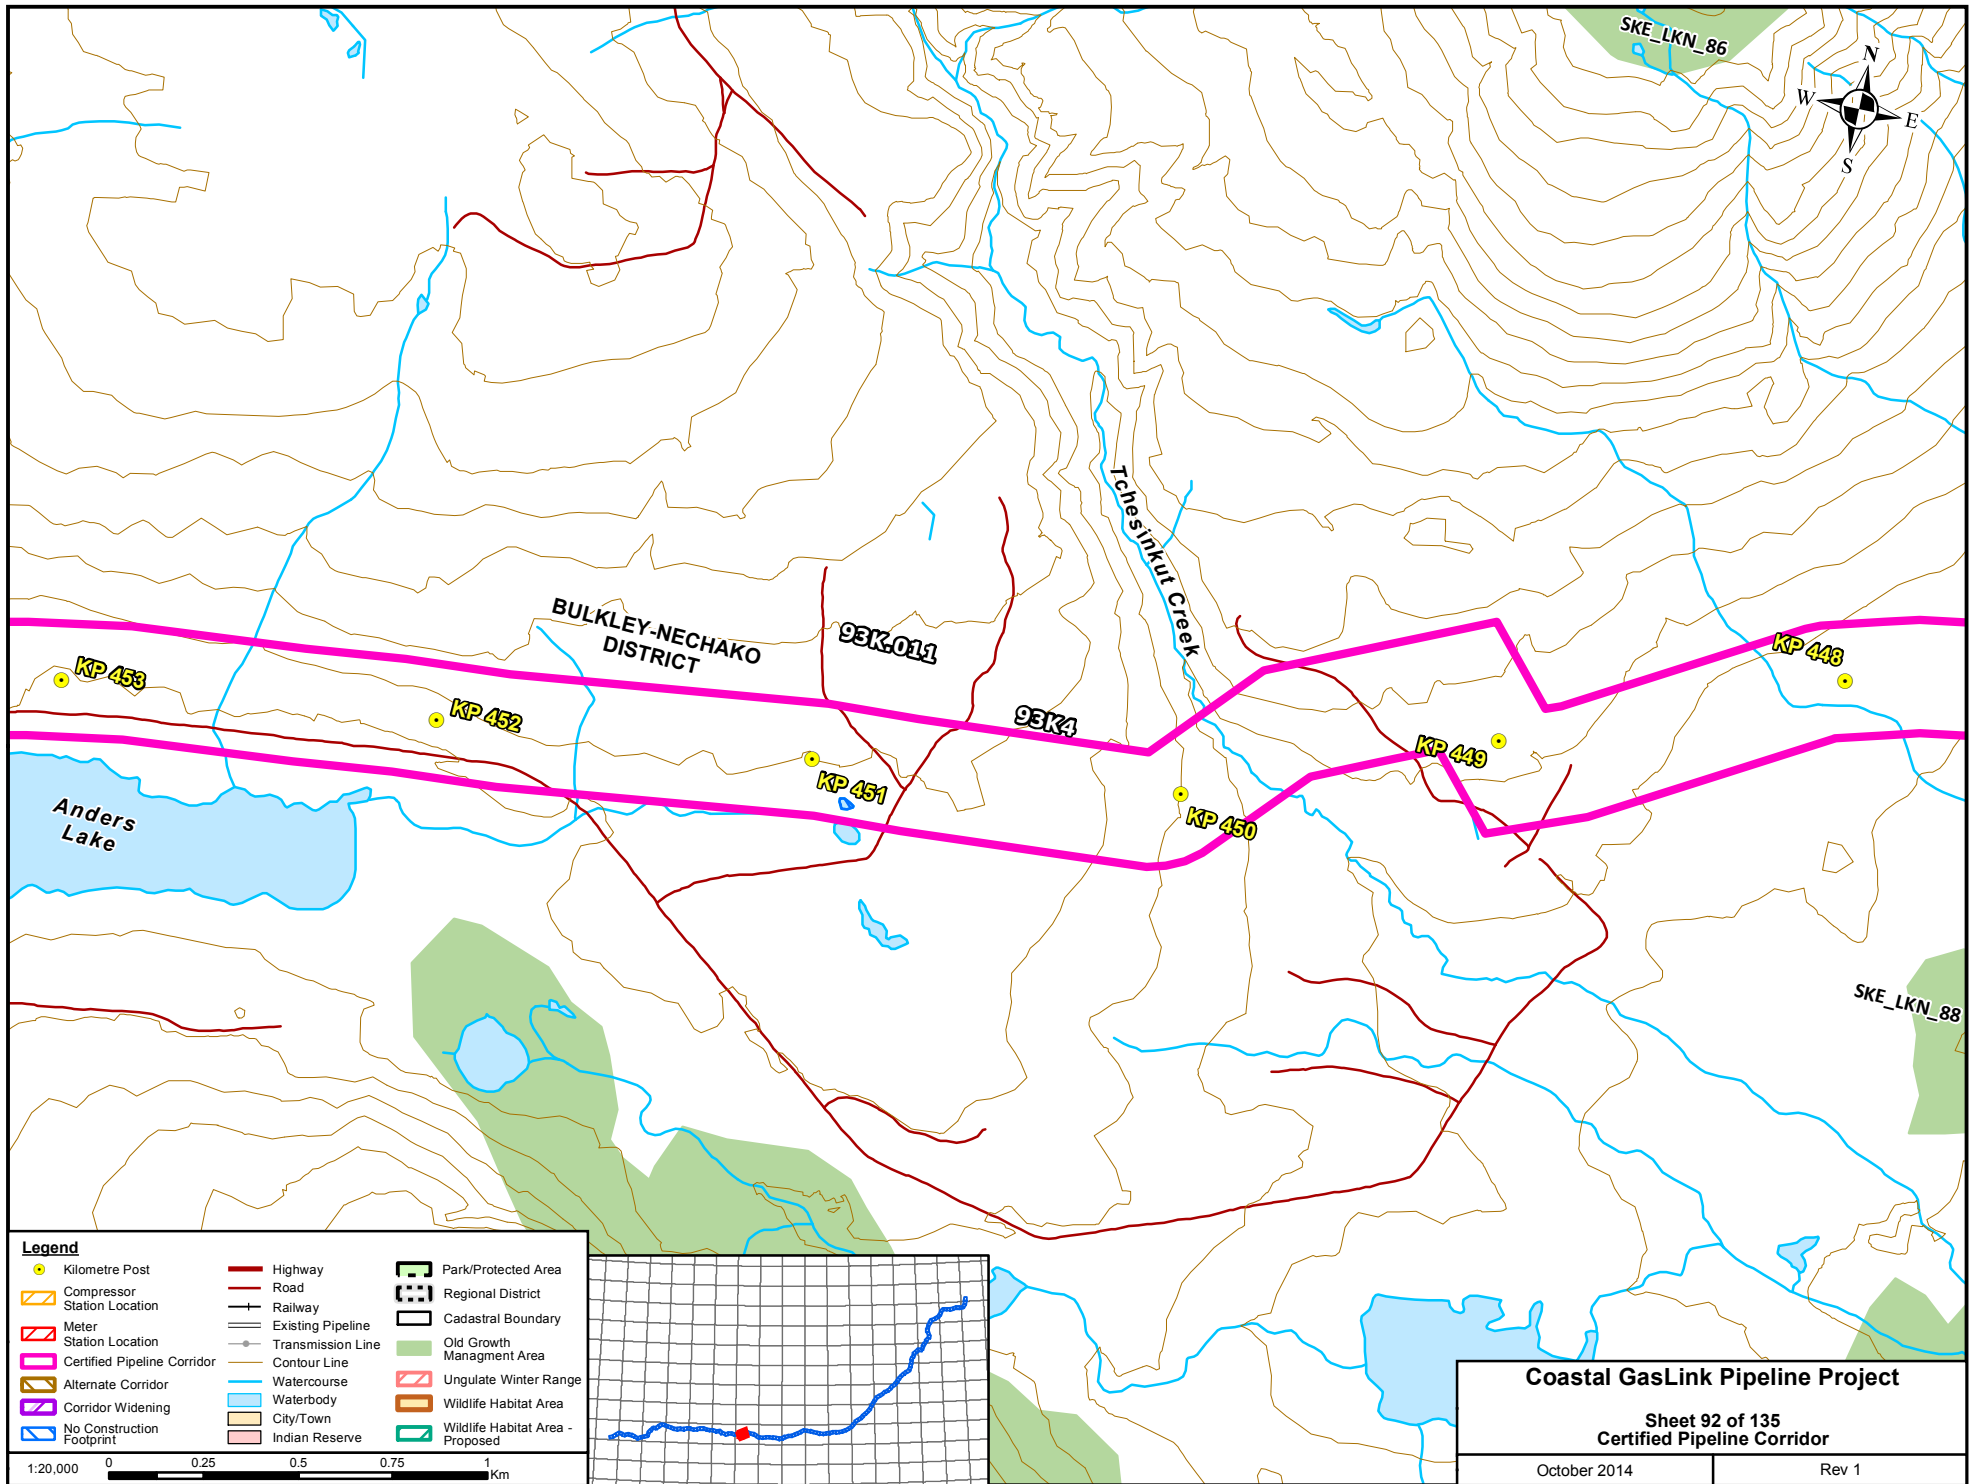 SKE_LKN_86
N
W
E
S
Tchesinkut Creek
BULKLEY-NECHAKO
DISTRICT
93K.011
93K4
KP 453
KP 452
KP 451
KP 450
KP 449
KP 448
Anders
Lake
SKE_LKN_88
Legend
Kilometre Post
Compressor
Station Location
Meter
Station Location
Certified Pipeline Corridor
Alternate Corridor
Corridor Widening
No Construction
Footprint
Highway
Road
Railway
Existing Pipeline
Transmission Line
Contour Line
Watercourse
Waterbody
City/Town
Indian Reserve
Park/Protected Area
Regional District
Cadastral Boundary
Old Growth
Managment Area
Ungulate Winter Range
Wildlife Habitat Area
Wildlife Habitat Area -
Proposed
1:20,000
0 0.25 0.5 0.75 1
Km
Coastal GasLink Pipeline Project
Sheet 92 of 135
Certified Pipeline Corridor
October 2014
Rev 1